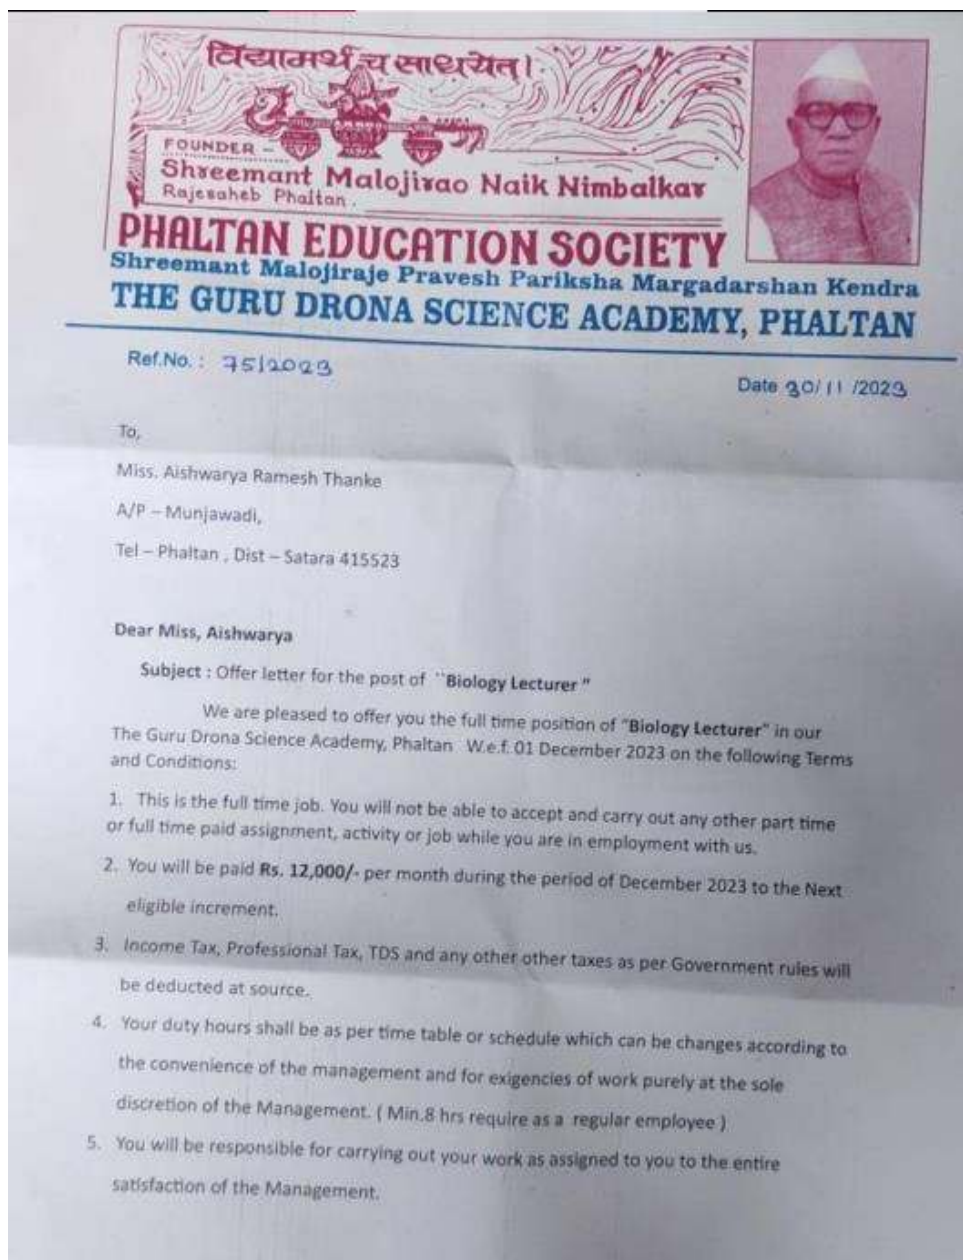 विद्यामर्थं च साधयेत्।
FOUNDER -
Shreemant Malojirao Naik Nimbalkar
Rajesaheb Phaltan.
PHALTAN EDUCATION SOCIETY
Shreemant Malojiraje Pravesh Pariksha Margadarshan Kendra
THE GURU DRONA SCIENCE ACADEMY, PHALTAN
Ref.No. : 75/2023
Date 30/11/2023
To,
Miss. Aishwarya Ramesh Thanke
A/P – Munjawadi,
Tel – Phaltan , Dist – Satara 415523
Dear Miss, Aishwarya
Subject : Offer letter for the post of ``Biology Lecturer "
We are pleased to offer you the full time position of "Biology Lecturer" in our
The Guru Drona Science Academy, Phaltan W.e.f. 01 December 2023 on the following Terms
and Conditions:
1. This is the full time job. You will not be able to accept and carry out any other part time
or full time paid assignment, activity or job while you are in employment with us.
2. You will be paid Rs. 12,000/- per month during the period of December 2023 to the Next
eligible increment.
3. Income Tax, Professional Tax, TDS and any other other taxes as per Government rules will
be deducted at source.
4. Your duty hours shall be as per time table or schedule which can be changes according to
the convenience of the management and for exigencies of work purely at the sole
discretion of the Management. ( Min.8 hrs require as a regular employee )
5. You will be responsible for carrying out your work as assigned to you to the entire
satisfaction of the Management.